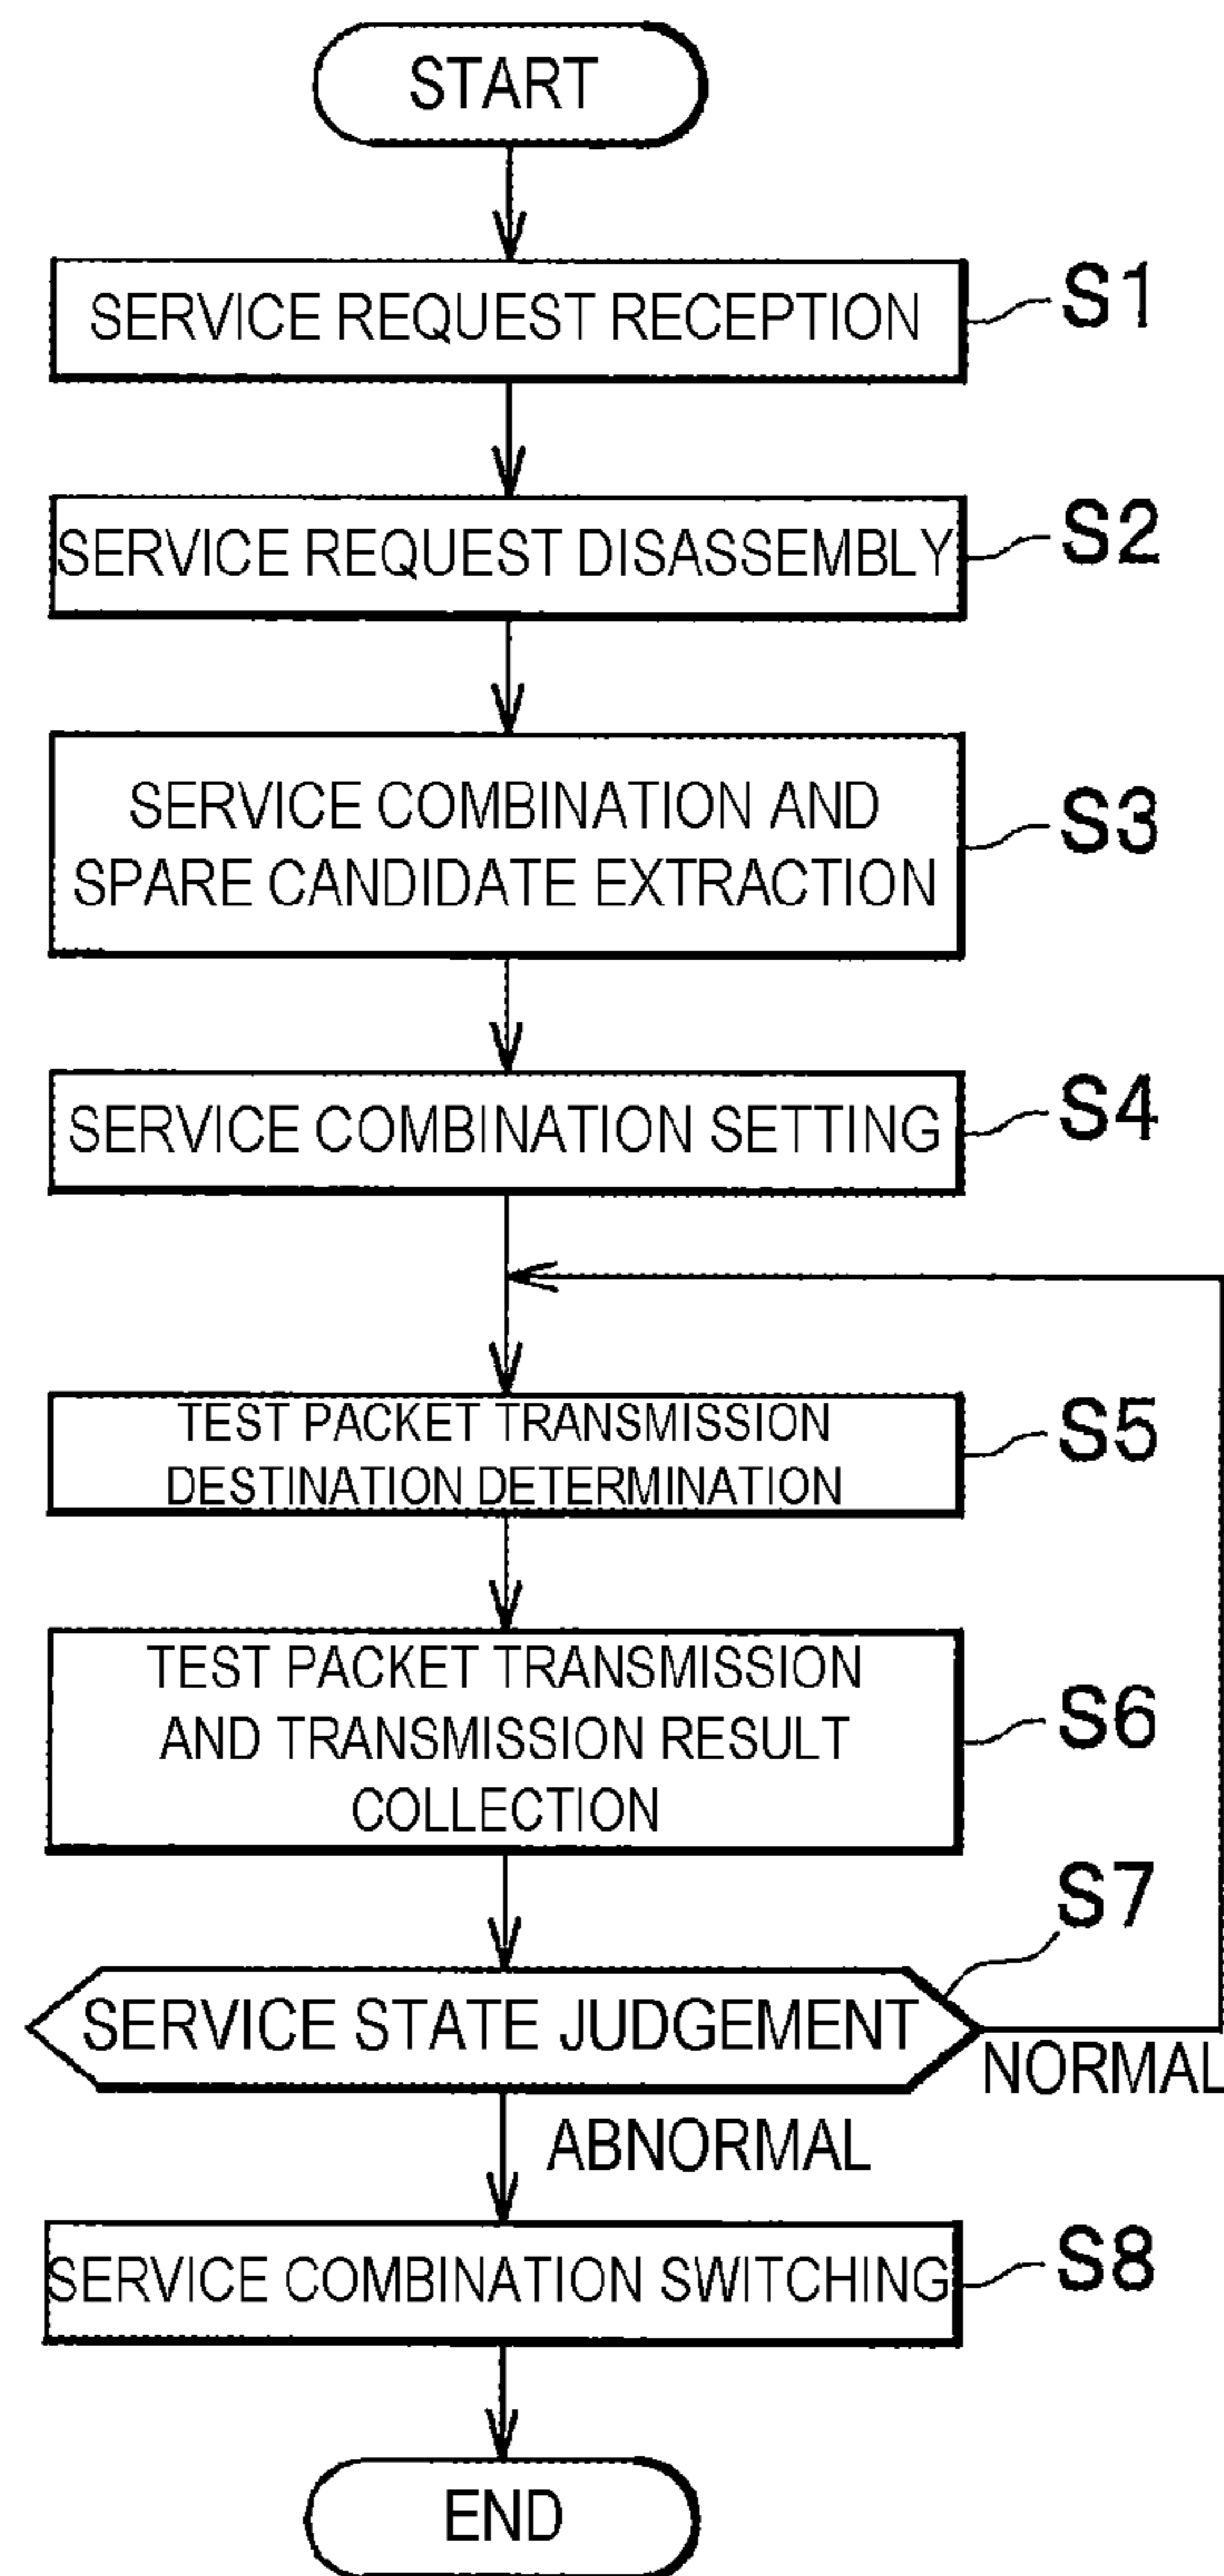 START
SERVICE REQUEST RECEPTION
S1
SERVICE REQUEST DISASSEMBLY
S2
SERVICE COMBINATION AND
SPARE CANDIDATE EXTRACTION
S3
SERVICE COMBINATION SETTING
S4
TEST PACKET TRANSMISSION
DESTINATION DETERMINATION
S5
TEST PACKET TRANSMISSION
AND TRANSMISSION RESULT
COLLECTION
S6
S7
SERVICE STATE JUDGEMENT
NORMAL
ABNORMAL
SERVICE COMBINATION SWITCHING
S8
END